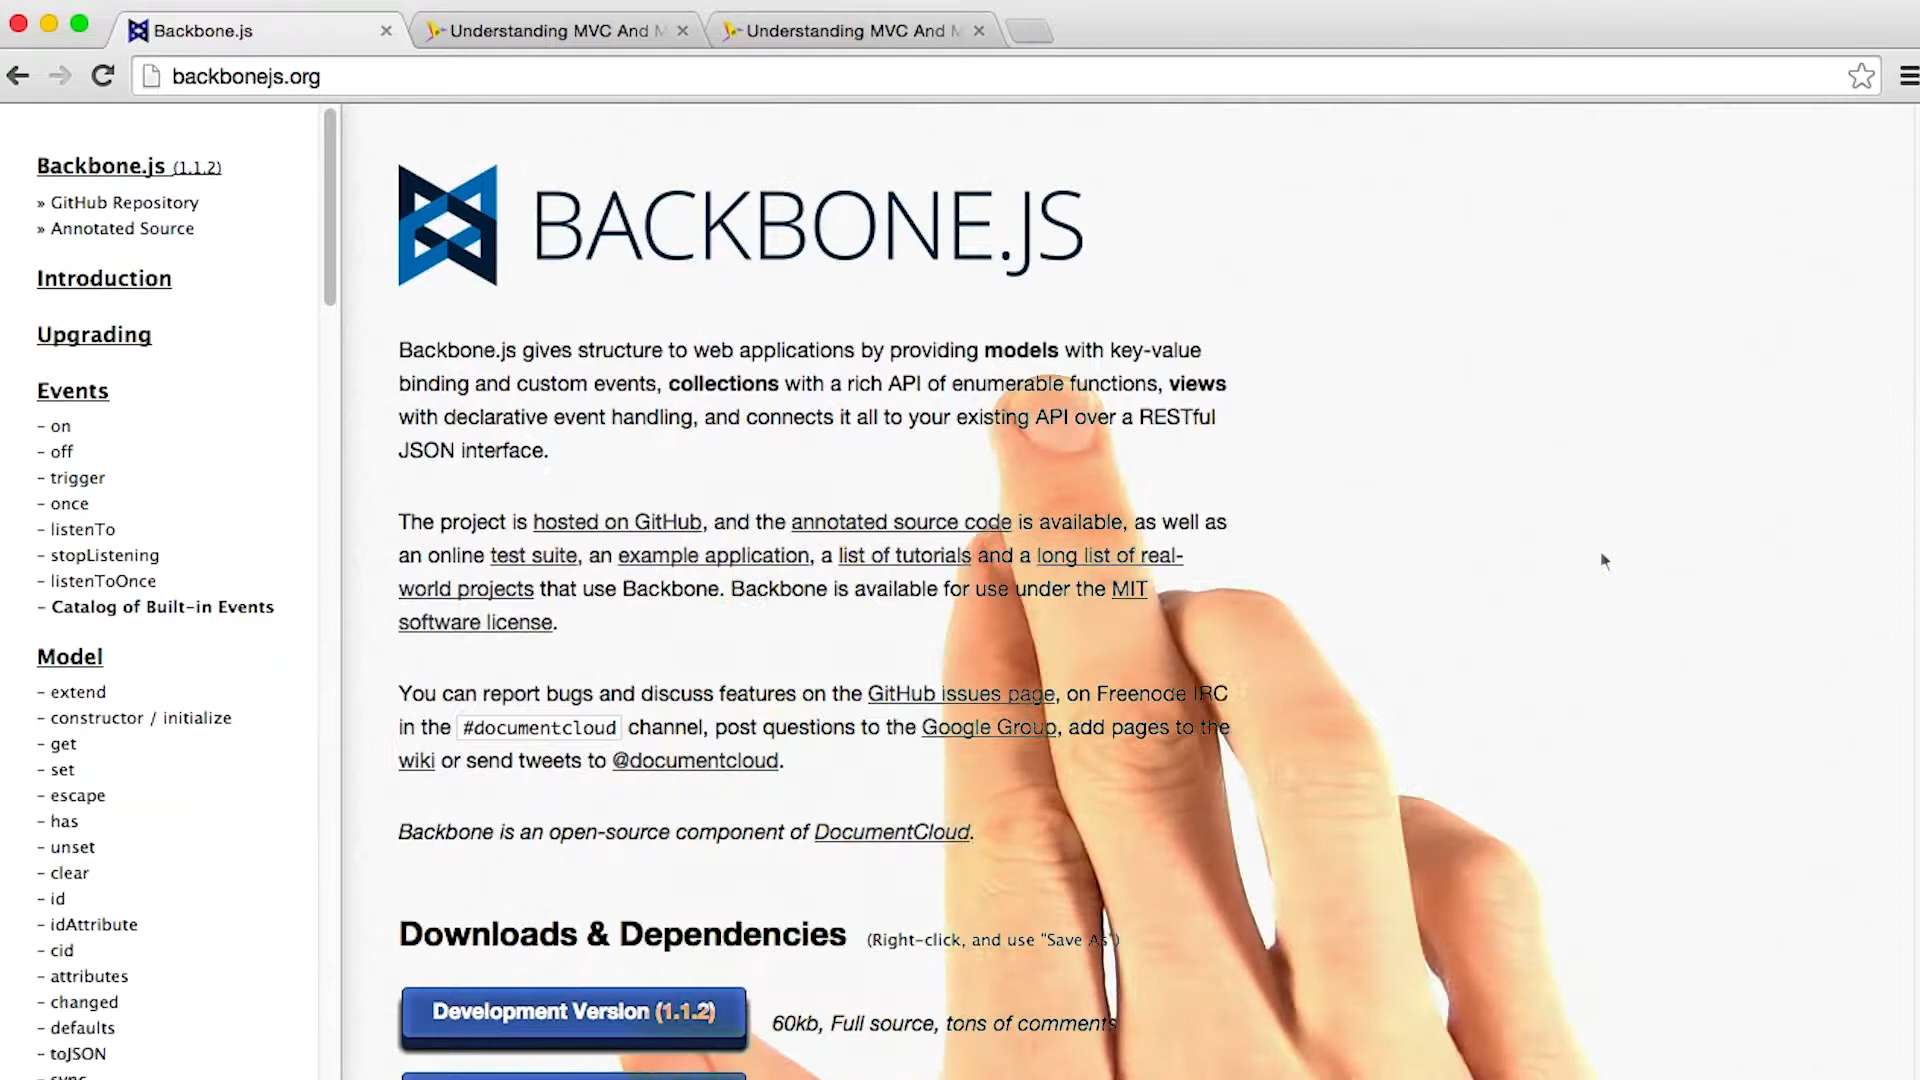 Backbone.js
Understanding MVC And M
Understanding MVC And M
backbonejs.org
Backbone.js (1.1.2)
» GitHub Repository
» Annotated Source
Introduction
Upgrading
Events
- on
- off
- trigger
- once
- listenTo
- stopListening
- listenToOnce
- Catalog of Built-in Events
Model
- extend
- constructor / initialize
- get
- set
- escape
- has
- unset
- clear
- id
- idAttribute
- cid
- attributes
- changed
- defaults
- toJSON
BACKBONE.JS
Backbone.js gives structure to web applications by providing models with key-value
binding and custom events, collections with a rich API of enumerable functions, views
with declarative event handling, and connects it all to your existing API over a RESTful
JSON interface.
The project is hosted on GitHub, and the annotated source code is available, as well as
an online test suite, an example application, a list of tutorials and a long list of real-
world projects that use Backbone. Backbone is available for use under the MIT
software license.
You can report bugs and discuss features on the GitHub issues page, on Freenode IRC
in the #documentcloud channel, post questions to the Google Group, add pages to the
wiki or send tweets to @documentcloud.
Backbone is an open-source component of DocumentCloud.
Downloads & Dependencies (Right-click, and use "Save As")
Development Version (1.1.2)
60kb, Full source, tons of comments